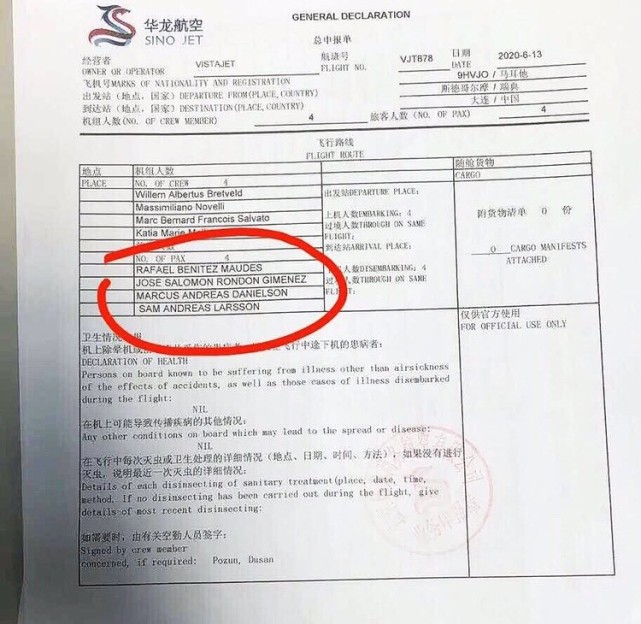 华龙航空
SINO JET
GENERAL DECLARATION
总申报单
经营者
OWNER OR OPERATOR VISTAJET
航请号
FLIGHT NO. VJT878
日期
DATE 2020-6-13
飞机号MARKS OF NATIONALITY AND REGISTRATION 9HVJO / 马耳他
出发站（地点，国家）DEPARTURE FROM(PLACE, COUNTRY) 斯德哥尔摩 / 瑞典
到达站（地点，国家）DESTINATION(PLACE, COUNTRY) 大连 / 中国
机组人数(NO. OF CREW MEMBER) 4 旅客人数 (NO. OF PAX) 4
飞行路线
FLIGHT ROUTE
地点
PLACE
机组人数
NO. OF CREW 4
随舱货物
CARGO
Willem Albertus Bretveld
Massimiliano Novelli
Marc Bernard Francois Salvato
Katia Marie
NO. OF PAX 4
RAFAEL BENITEZ MAUDES
JOSE SALOMON RONDON GIMENEZ
MARCUS ANDREAS DANIELSON
SAM ANDREAS LARSSON
出发站DEPARTURE PLACE:
上机人数EMBARKING: 4
过境人数THROUGH ON SAME
FLIGHT:
到达站ARRIVAL PLACE:
机人数DISEMBARKING: 4
过境人数THROUGH ON SAME
附货物清单 0 份
0 CARGO MANIFESTS
ATTACHED
仅供官方使用
FOR OFFICIAL USE ONLY
卫生情况
机上除晕机或
飞行中途下机的患病者:
DECLARATION OF HEALTH
Persons on board known to be suffering from illness other than airsickness
of the effects of accidents, as well as those cases of illness disembarked
during the flight:
NIL
在机上可能导传播疾病的其他情况:
Any other conditions on board which may lead to the spread or disease:
NIL
在飞行中每次灭虫或卫生处理的详细情况（地点、日期、时间、方法），如果没有进行
灭虫，说明最近一次灭虫的详细情况:
Details of each disinsecting of sanitary treatment(place, date, time,
method. If no disinsecting has been carried out during the flight, give
details of most recent disinsecting:
如需要时，由有关空勤人员签字:
Signed by crew member
concerned, if required: Pozun, Dusan